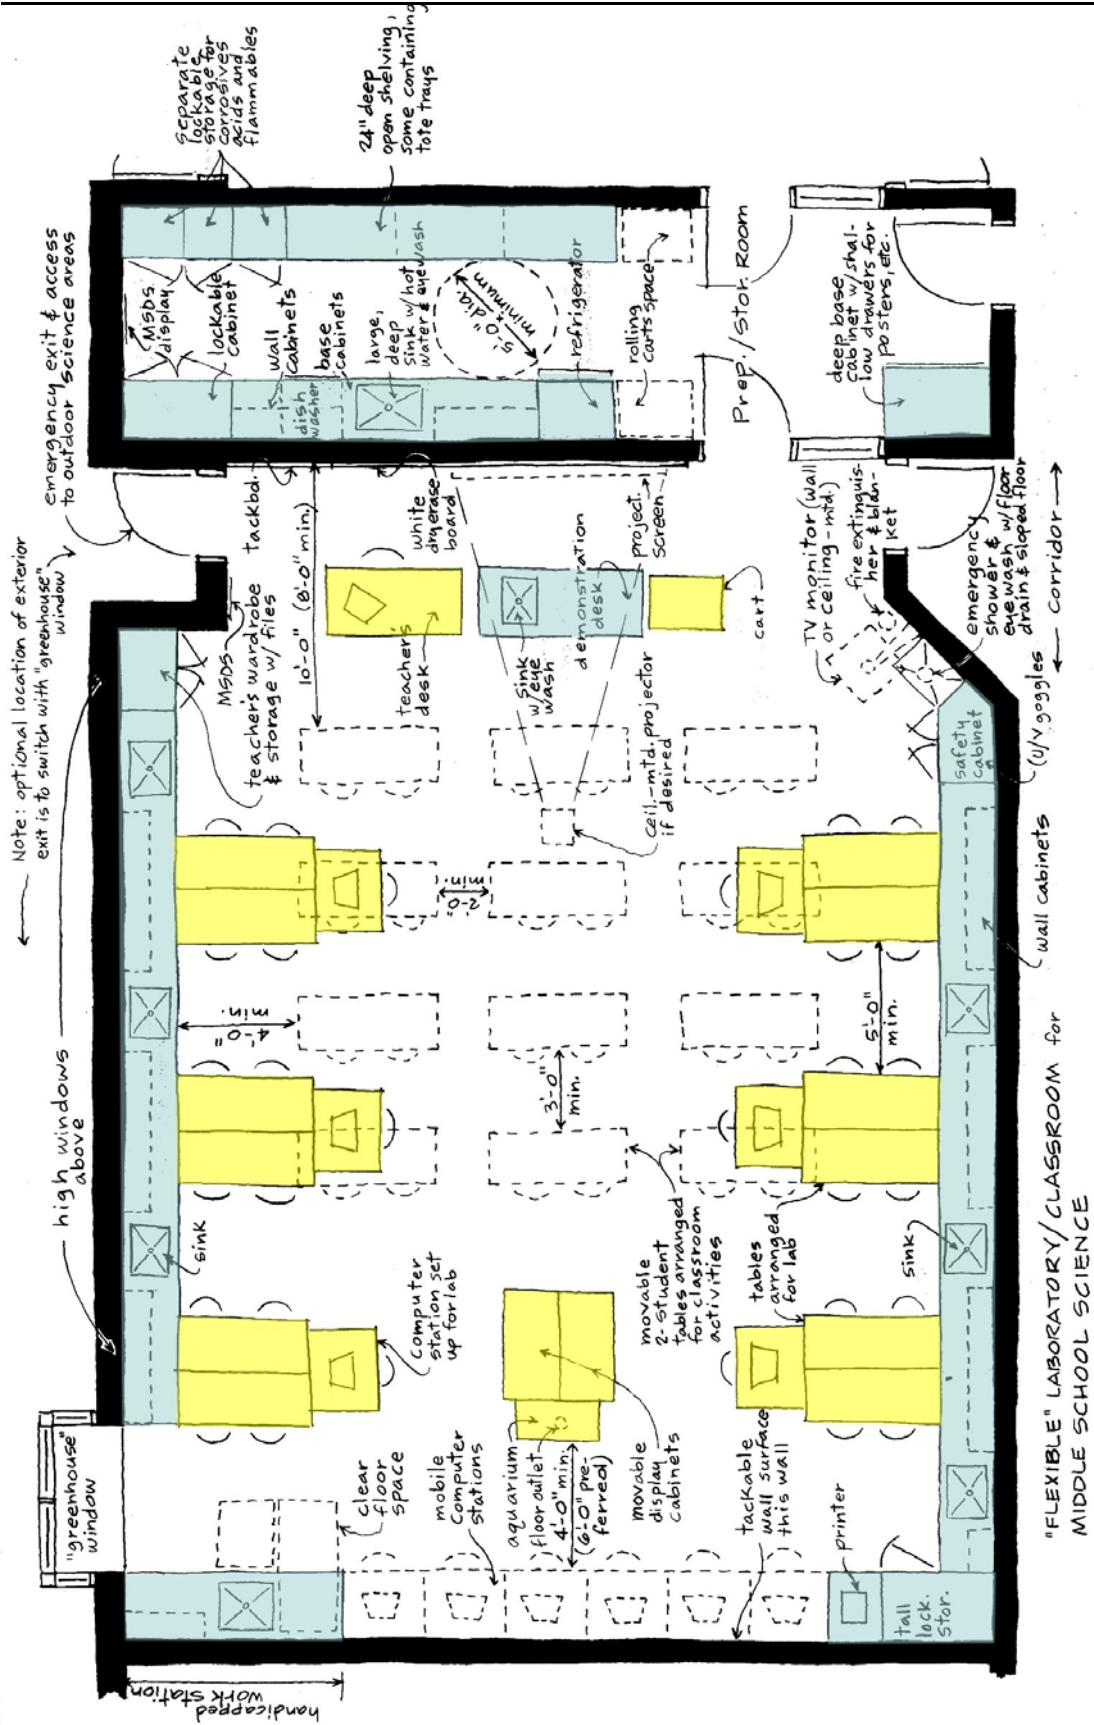 separate
lockable
storage for
corrosives
acids and
flammables
24" deep
open shelving,
some containing
tote trays
emergency exit & access
to outdoor science areas
Note: optional location of exterior
exit is to switch with "greenhouse"
window
MSDS
display
lockable
cabinet
wall
cabinets
base
cabinets
dish
washer
large,
deep
sink w/hot
water & eyewash
5'-0" dia.
minimum
refrigerator
rolling
carts space
Prep./Stor. Room
deep base
cabinet w/shal-
low drawers for
posters, etc.
tackbd.
white
dryerase
board
project.
screen
MSDS
teacher's wardrobe
& storage w/ files
10'-0" (8'-0" min.)
teacher's
desk
sink
w/eye
wash
demonstration
desk
cart
TV monitor (wall
or ceiling-mtd.)
fire extinguis-
her & blan-
ket
emergency
shower &
eyewash w/floor
drain & sloped floor
Corridor
safety
cabinet
(U/V goggles
ceil.-mtd. projector
if desired
wall cabinets
high windows
above
4'-0"
min.
2'-0"
min.
3'-0"
min.
5'-0"
min.
sink
computer
station set
up for lab
movable
2-student
tables arranged
for classroom
activities
tables
arranged
for lab
sink
"greenhouse"
window
clear
floor
space
mobile
computer
stations
aquarium
floor outlet
4'-0" min.
(6'-0" pre-
ferred)
movable
display
cabinets
tackable
wall surface
this wall
printer
tall
lock.
stor.
handicapped
work station
"FLEXIBLE" LABORATORY/CLASSROOM for
MIDDLE SCHOOL SCIENCE